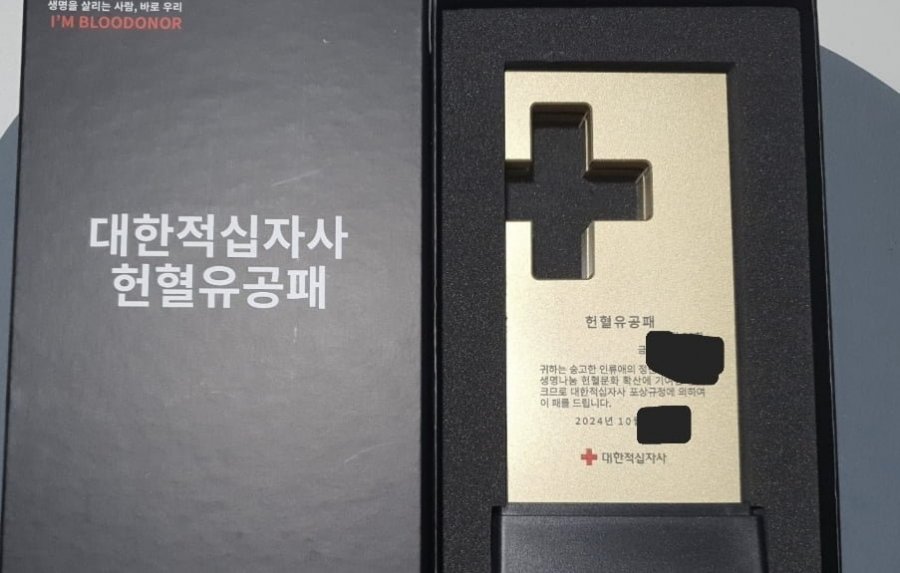 생명을 살리는 사람, 바로 우리
I'M BLOODONOR
대한적십자사
헌혈유공패
헌혈유공패
귀하는 숭고한 인류애의
생명나눔 헌혈문화 확산에
크므로 대한적십자사 포상규정에 의하여
이 패를 드립니다.
2024년 10
대한적십자사